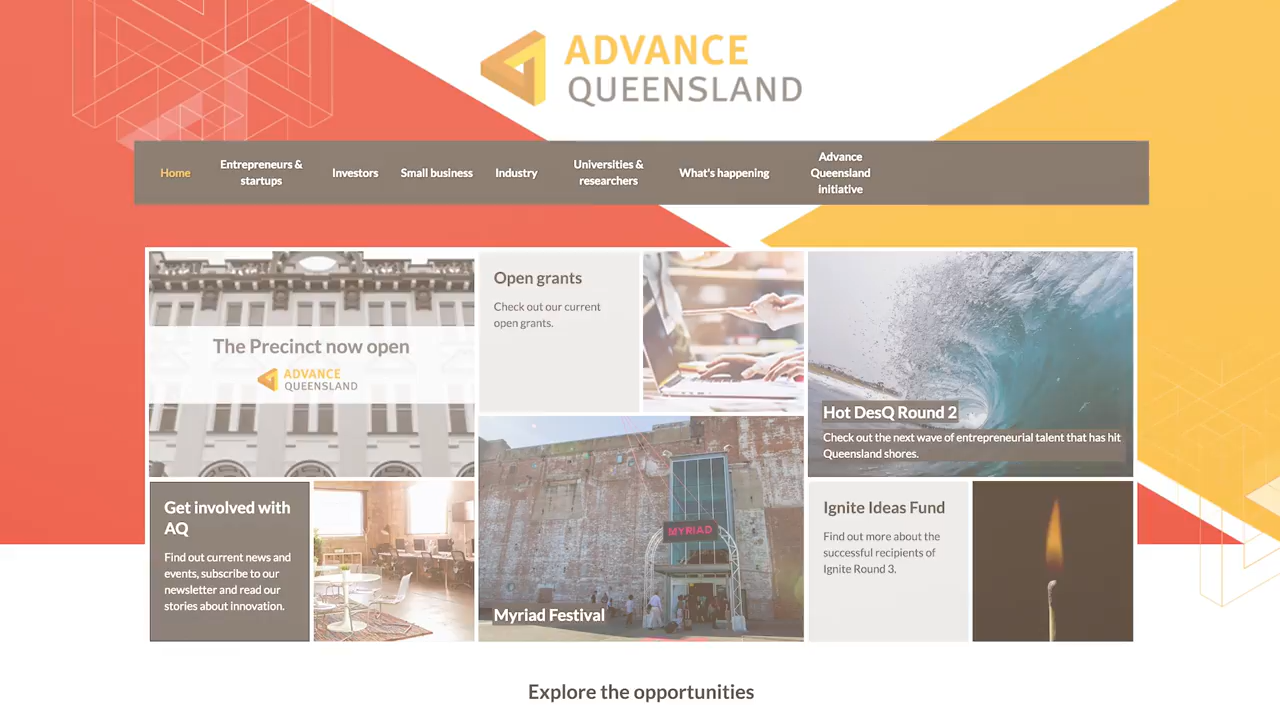 ADVANCE
QUEENSLAND
Home
Entrepreneurs &
startups
Investors
Small business
Industry
Universities &
researchers
What's happening
Advance
Queensland
initiative
The Precinct now open
ADVANCE
QUEENSLAND
Open grants
Check out our current
open grants.
Hot DesQ Round 2
Check out the next wave of entrepreneurial talent that has hit
Queensland shores.
Get involved with
AQ
Find out current news and
events, subscribe to our
newsletter and read our
stories about innovation.
MYRIAD
Myriad Festival
Ignite Ideas Fund
Find out more about the
successful recipients of
Ignite Round 3.
Explore the opportunities